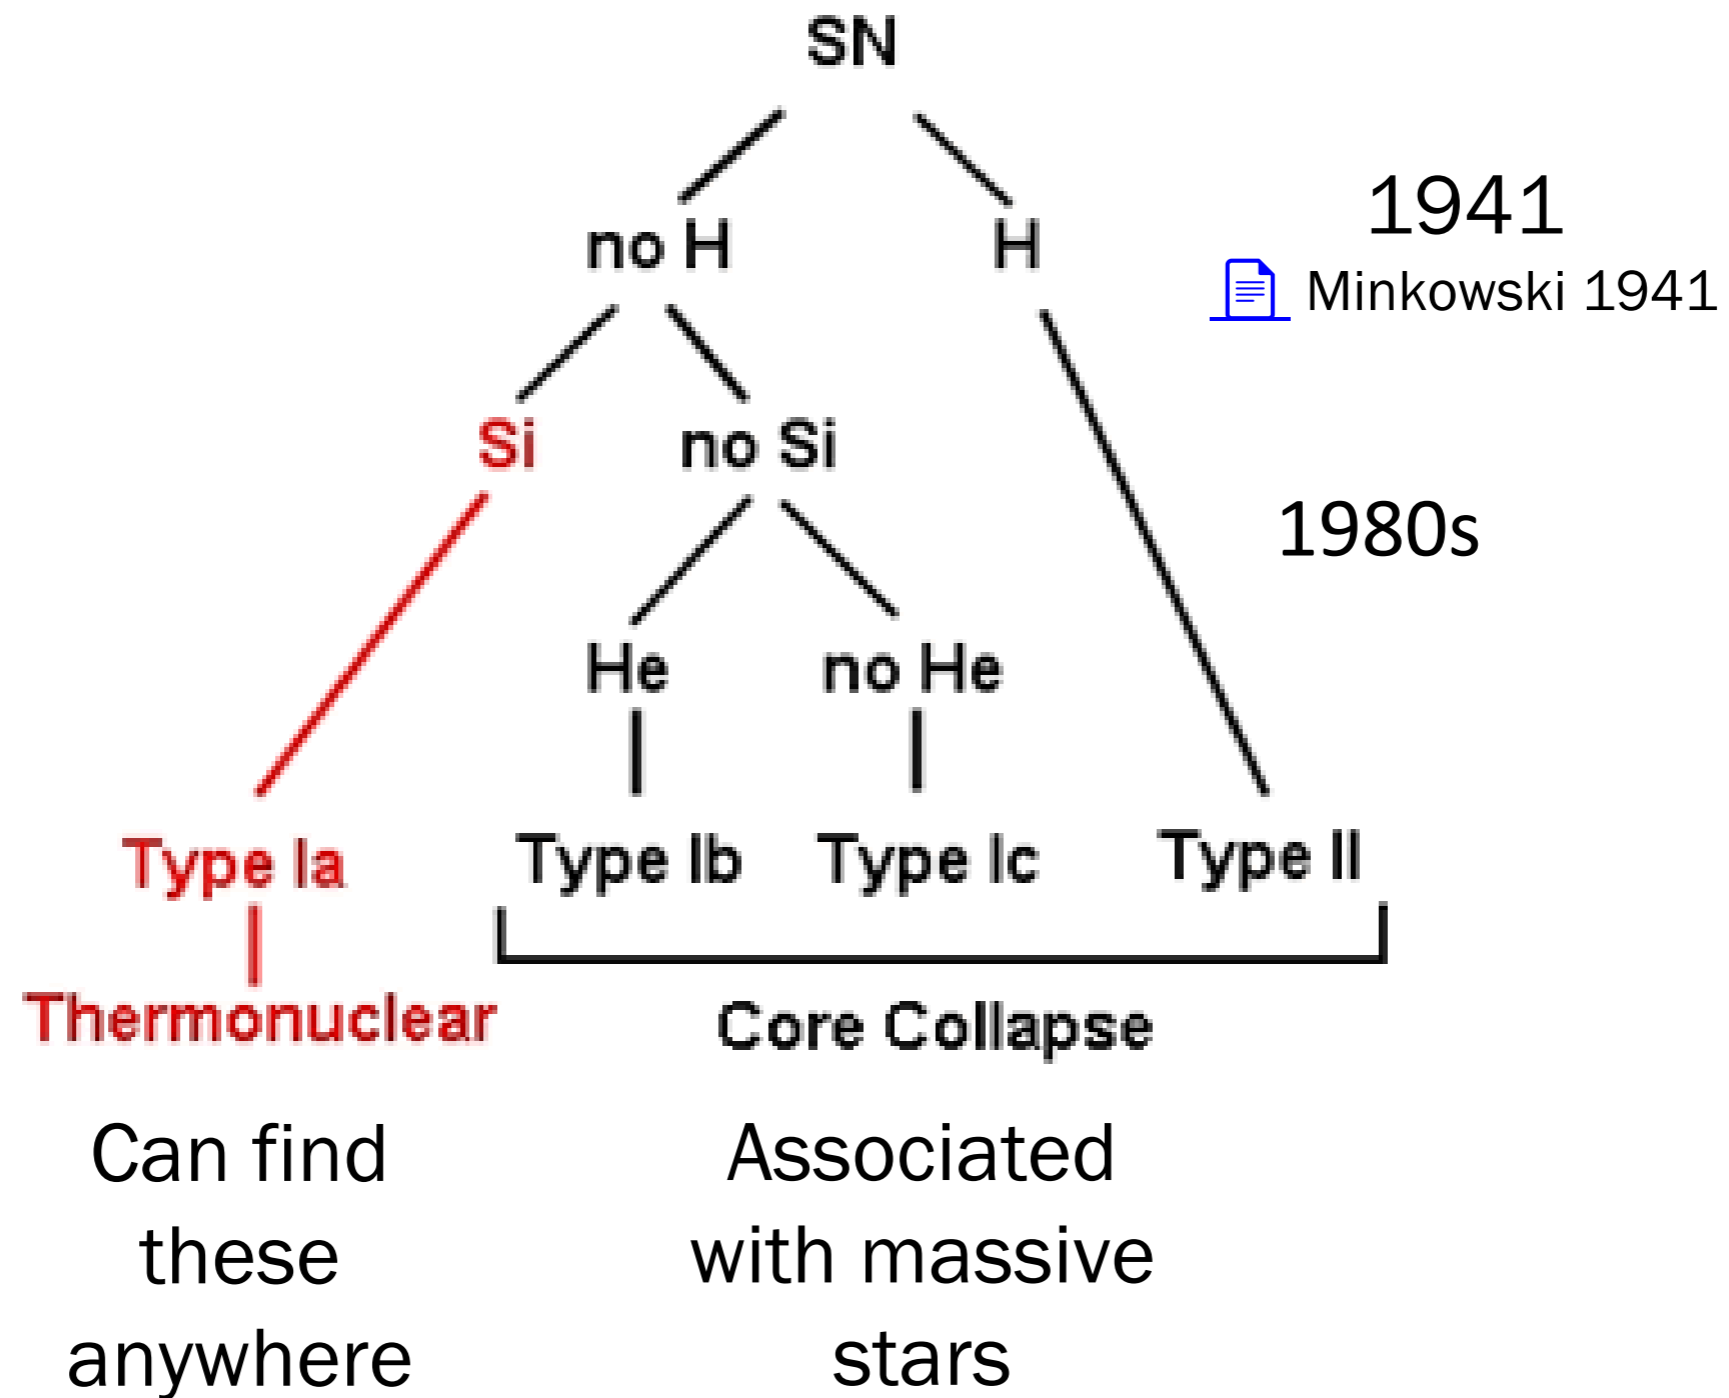 SN
no H
H
1941
Minkowski 1941
Si
no Si
1980s
He
no He
Type Ia
Type Ib
Type Ic
Type II
Thermonuclear
Core Collapse
Can find
these
anywhere
Associated
with massive
stars